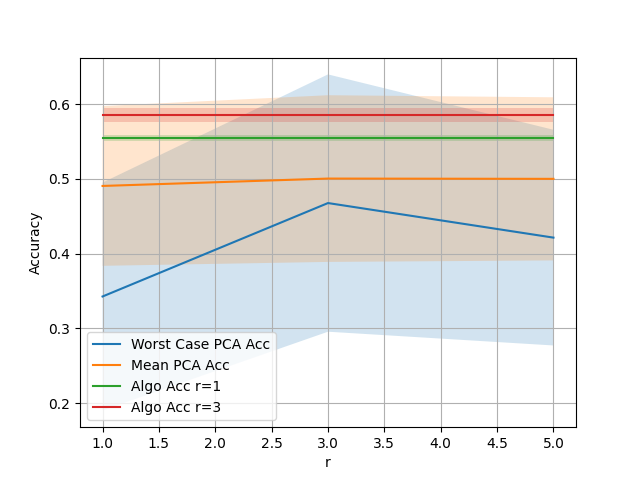 0.6
0.5
0.4
0.3
0.2
Accuracy
Worst Case PCA Acc
Mean PCA Acc
Algo Acc r=1
Algo Acc r=3
1.0 1.5 2.0 2.5 3.0 3.5 4.0 4.5 5.0
r